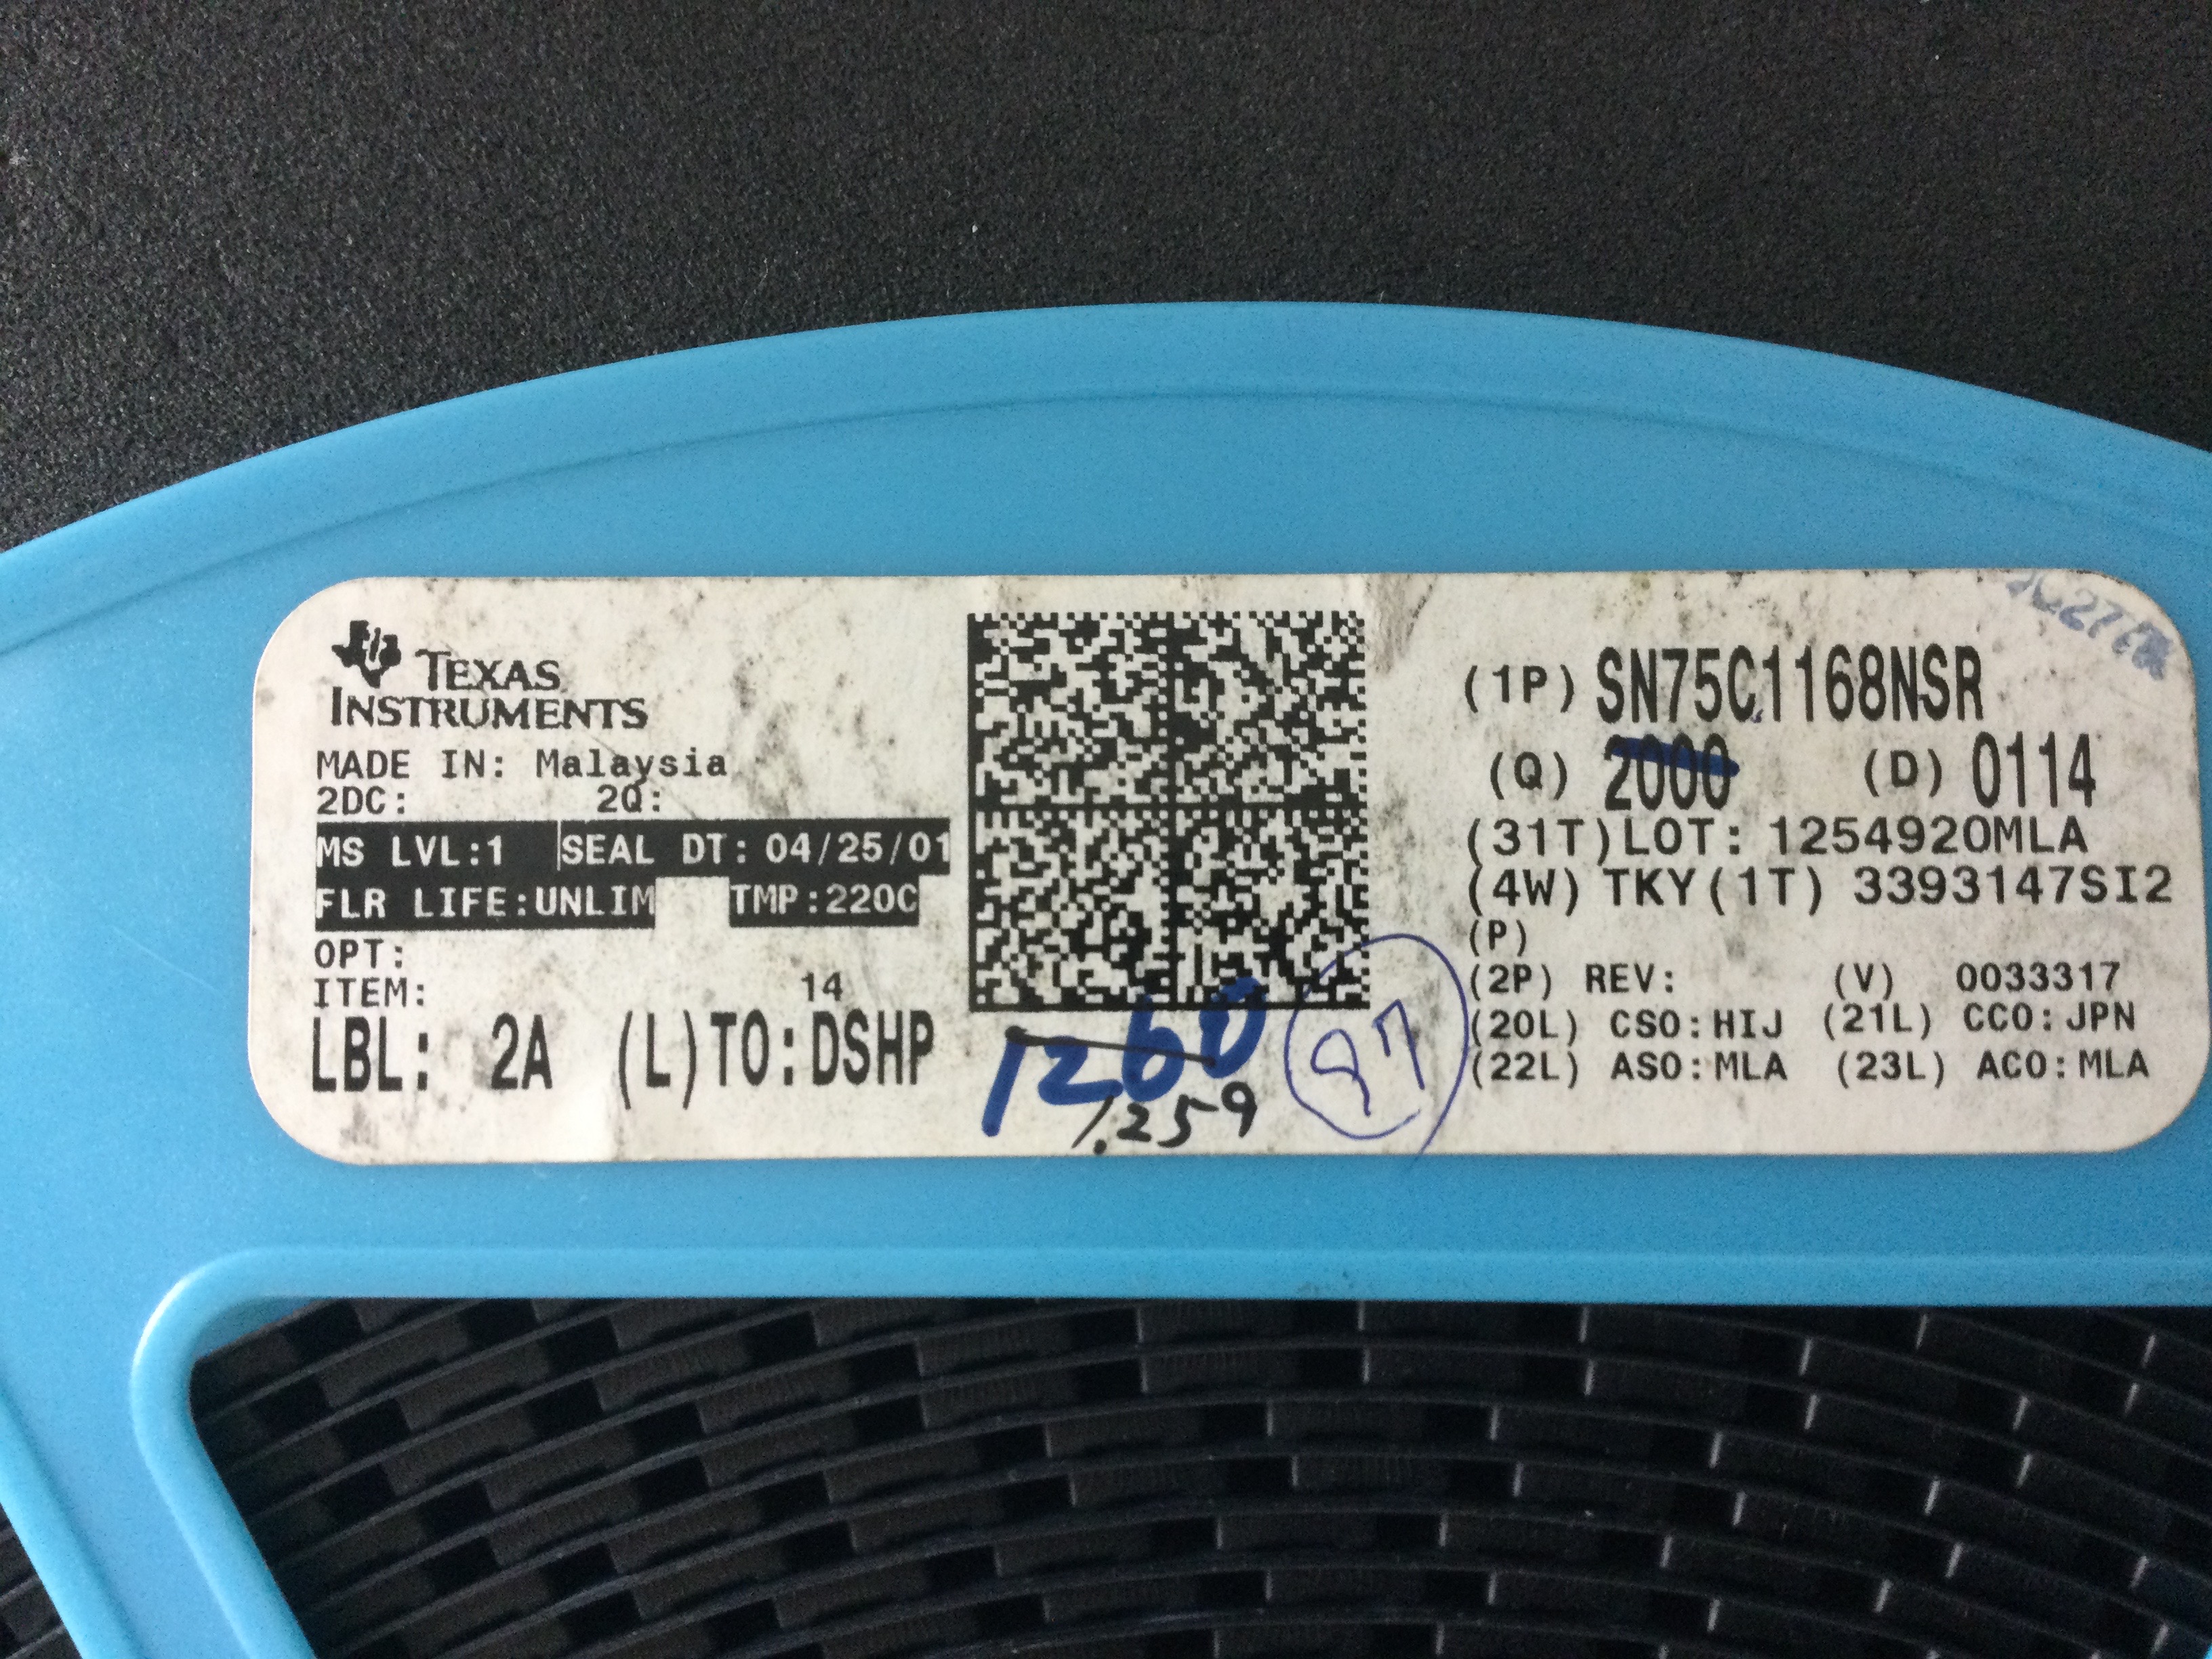 TEXAS
INSTRUMENTS
MADE IN: Malaysia
2DC: 2Q:
MS LVL:1 SEAL DT: 04/25/01
FLR LIFE:UNLIM TMP:220C
OPT:
ITEM: 14
LBL: 2A (L)TO:DSHP
1260
1,259
97
(1P) SN75C1168NSR
(Q) 2000 (D) 0114
(31T)LOT: 1254920MLA
(4W) TKY(1T) 3393147SI2
(P)
(2P) REV: (V) 0033317
(20L) CSO:HIJ (21L) CCO:JPN
(22L) ASO:MLA (23L) ACO:MLA